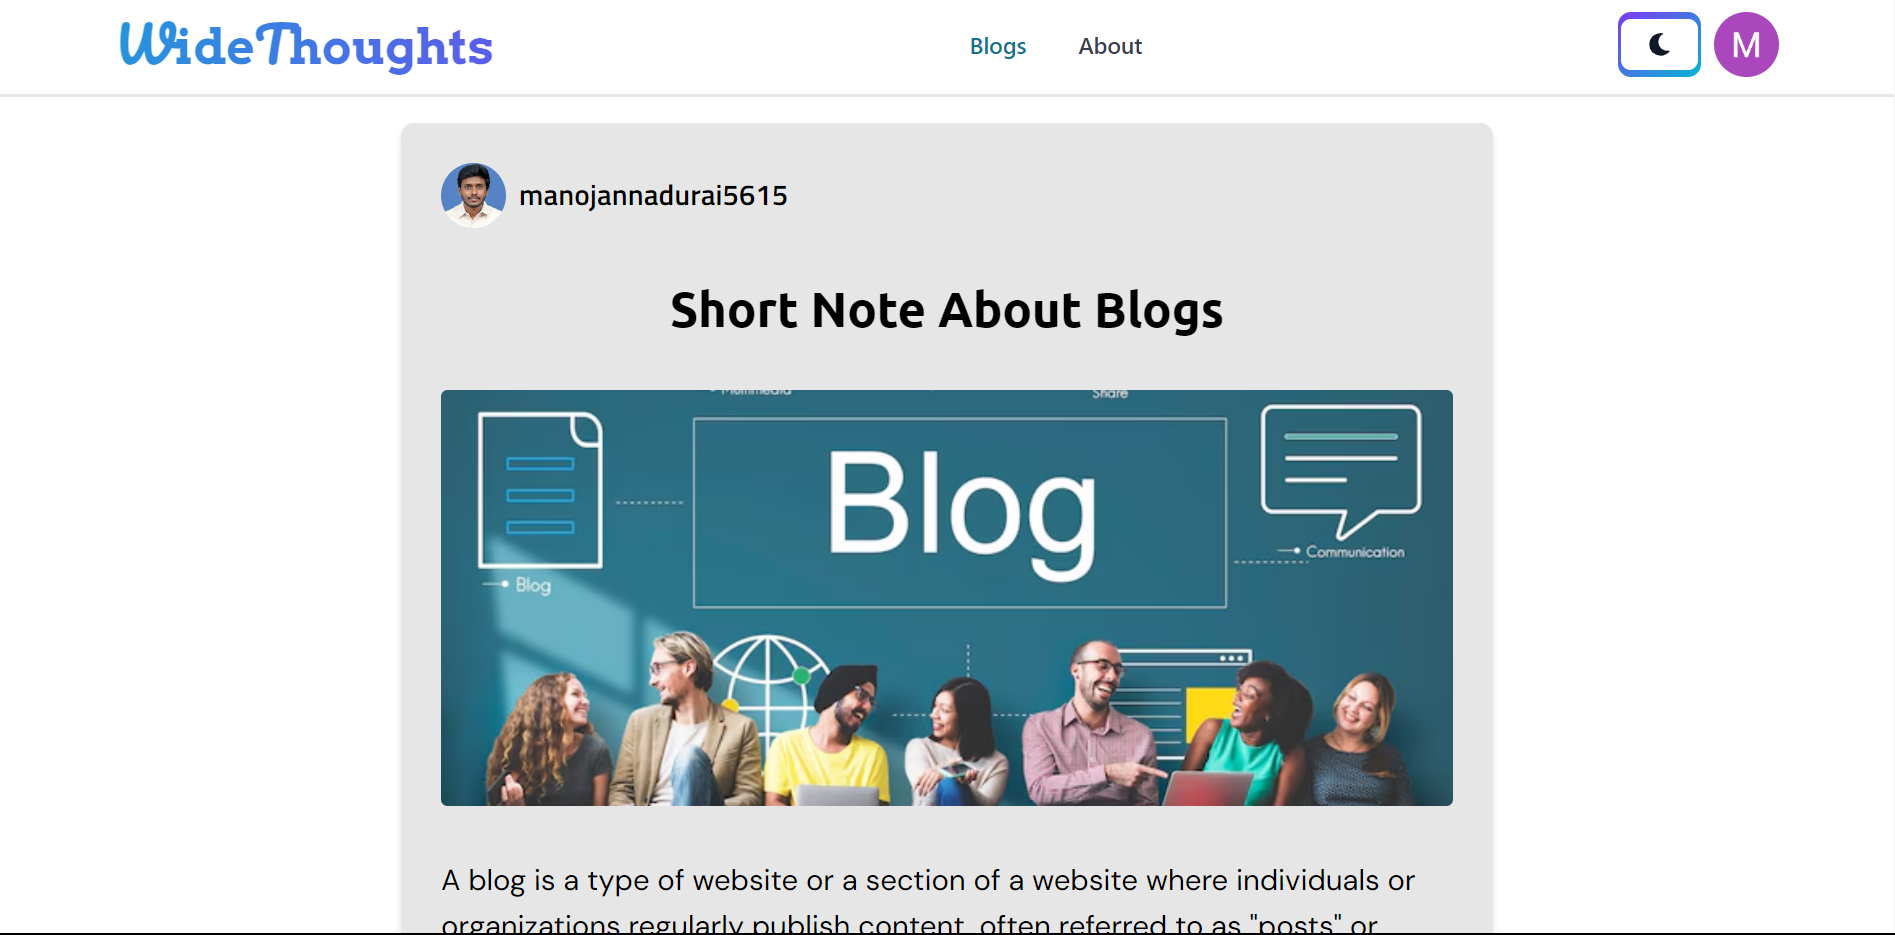 WideThoughts
Blogs
About
M
manojannadurai5615
Short Note About Blogs
Multimedia
Share
Blog
Communication
Blog
A blog is a type of website or a section of a website where individuals or
organizations regularly publish content, often referred to as "posts" or